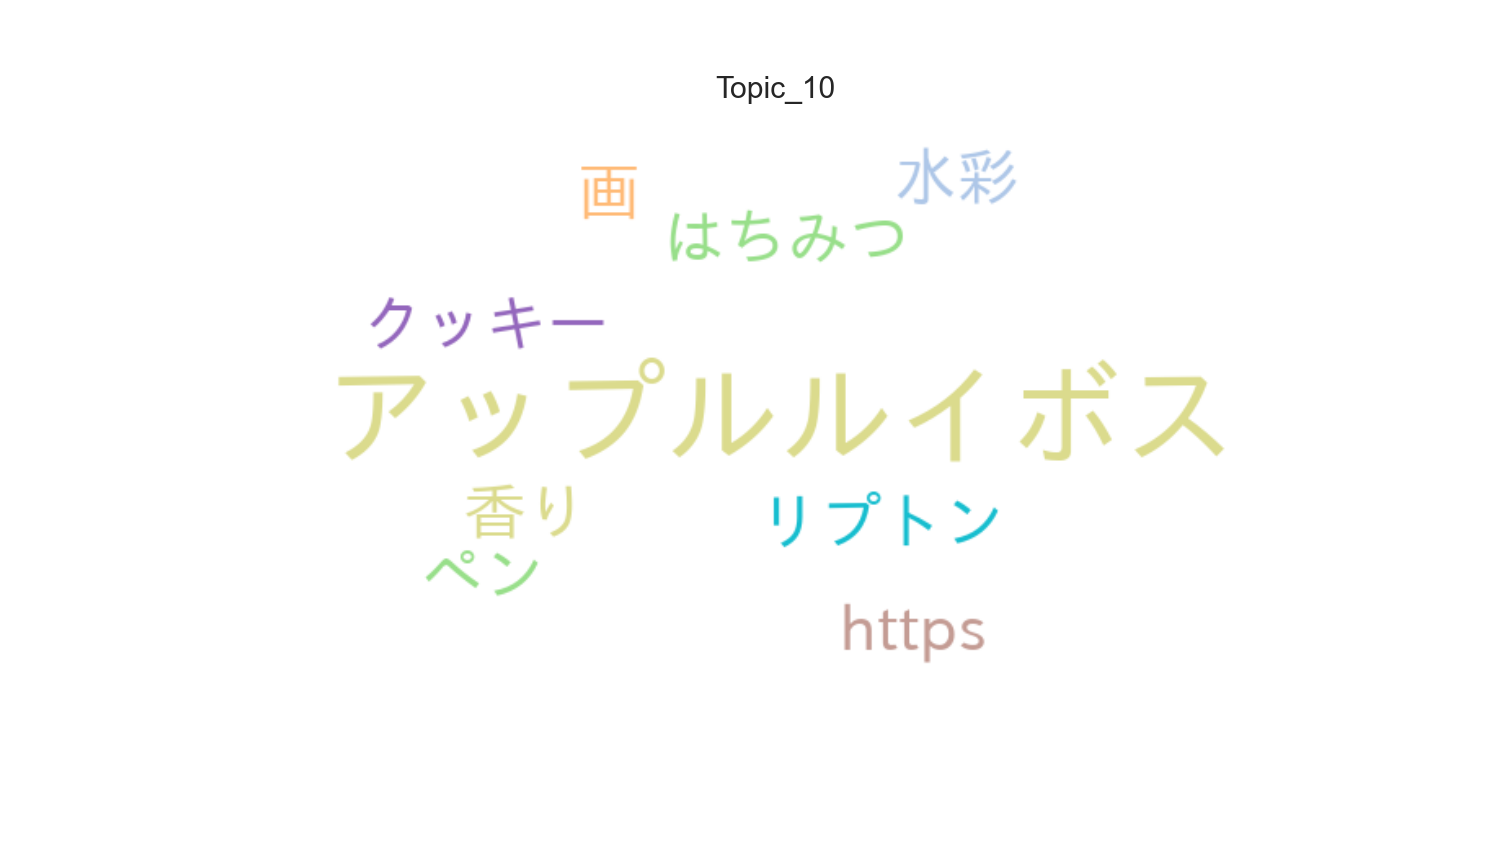 Topic_10
画
水彩
はちみつ
クッキー
アップルルイボス
香り
リプトン
ペン
https